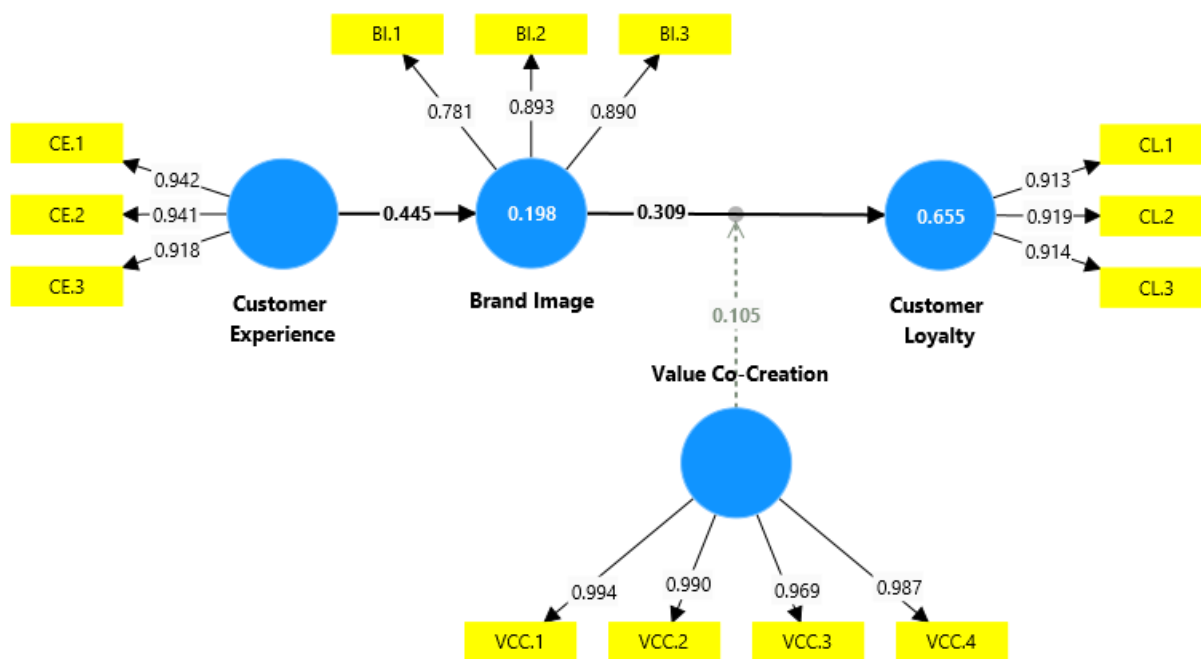 BI.1
BI.2
BI.3
0.781
0.893
0.890
CE.1
CE.2
CE.3
0.942
0.941
0.918
0.445
0.198
0.309
0.655
CL.1
CL.2
CL.3
0.913
0.919
0.914
Customer
Experience
Brand Image
Customer
Loyalty
0.105
Value Co-Creation
0.994
0.990
0.969
0.987
VCC.1
VCC.2
VCC.3
VCC.4